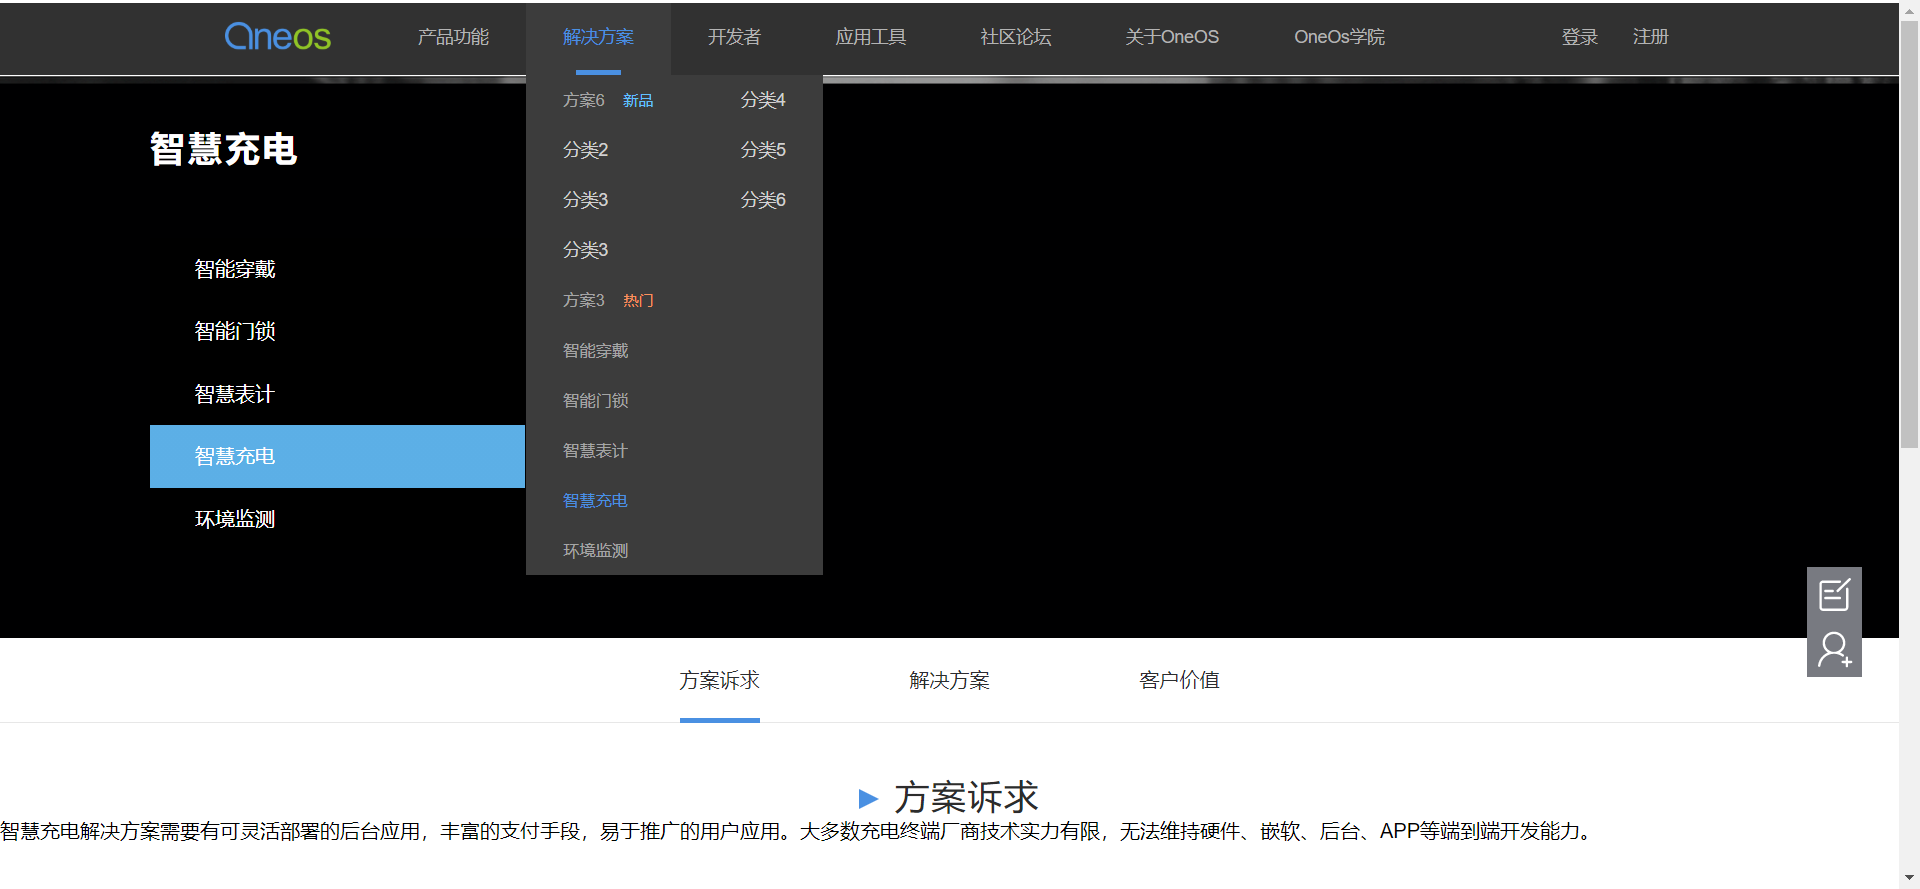 Oneos 产品功能 解决方案 开发者 应用工具 社区论坛 关于OneOS OneOs学院 登录 注册
方案6 新品 分类4
分类2 分类5
分类3 分类6
分类3
方案3 热门
智能穿戴
智能门锁
智慧表计
智慧充电
环境监测
智慧充电
智能穿戴
智能门锁
智慧表计
智慧充电
环境监测
方案诉求 解决方案 客户价值
方案诉求
智慧充电解决方案需要有可灵活部署的后台应用，丰富的支付手段，易于推广的用户应用。大多数充电终端厂商技术实力有限，无法维持硬件、嵌软、后台、APP等端到端开发能力。